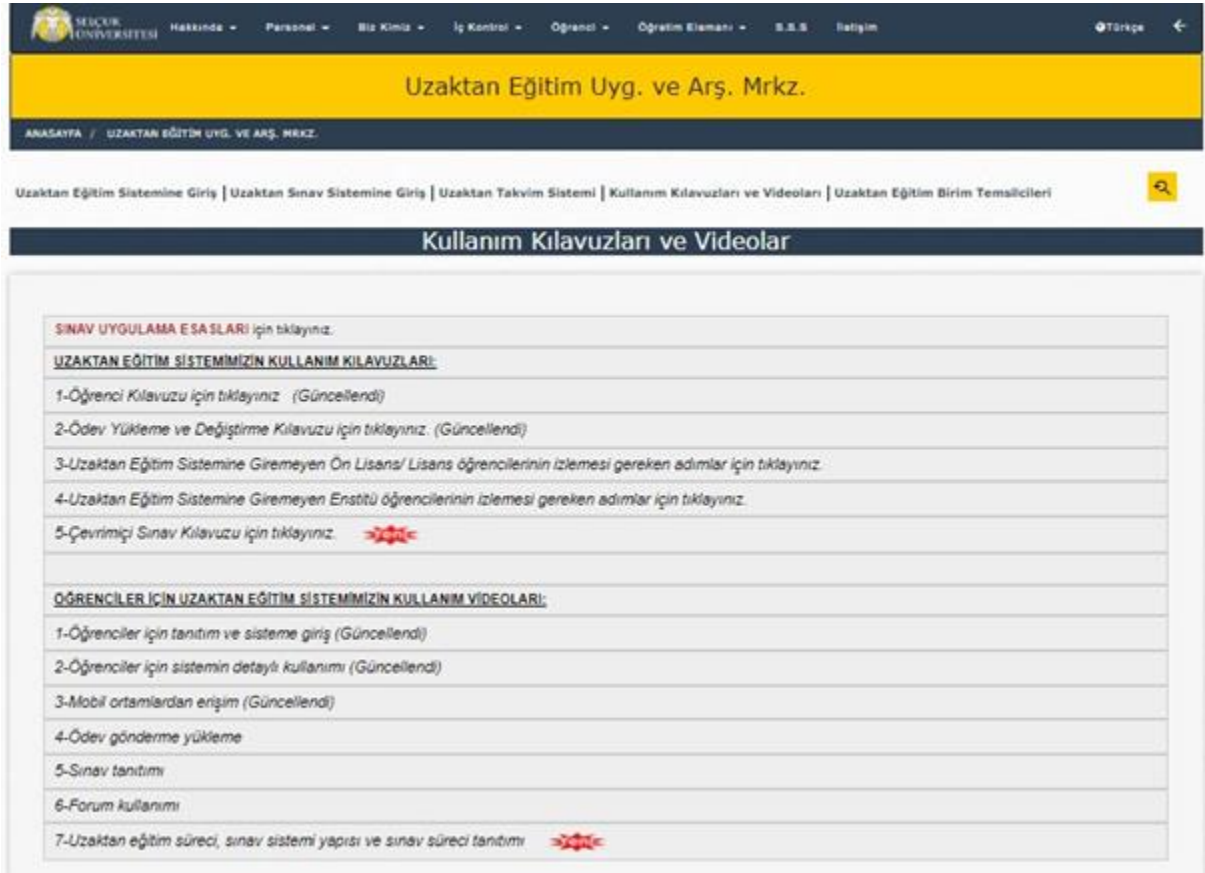 SELÇUK
ÜNİVERSİTESİ
Hakkında Personel Biz Kimiz İç Kontrol Öğrenci Öğretim Elemanı S.S.S İletişim Türkçe
Uzaktan Eğitim Uyg. ve Arş. Mrkz.
ANASAYFA / UZAKTAN EĞİTİM UYG. VE ARŞ. MRKZ.
Uzaktan Eğitim Sistemine Giriş | Uzaktan Sınav Sistemine Giriş | Uzaktan Takvim Sistemi | Kullanım Kılavuzları ve Videoları | Uzaktan Eğitim Birim Temsilcileri
Kullanım Kılavuzları ve Videolar
SINAV UYGULAMA ESASLARI için tıklayınız.
UZAKTAN EĞİTİM SİSTEMİMİZİN KULLANIM KILAVUZLARI:
1-Öğrenci Kılavuzu için tıklayınız (Güncellendi)
2-Ödev Yükleme ve Değiştirme Kılavuzu için tıklayınız. (Güncellendi)
3-Uzaktan Eğitim Sistemine Giremeyen Ön Lisans/ Lisans öğrencilerinin izlemesi gereken adımlar için tıklayınız.
4-Uzaktan Eğitim Sistemine Giremeyen Enstitü öğrencilerinin izlemesi gereken adımlar için tıklayınız.
5-Çevrimiçi Sınav Kılavuzu için tıklayınız. Yeni
ÖĞRENCİLER İÇİN UZAKTAN EĞİTİM SİSTEMİMİZİN KULLANIM VİDEOLARI:
1-Öğrenciler için tanıtım ve sisteme giriş (Güncellendi)
2-Öğrenciler için sistemin detaylı kullanımı (Güncellendi)
3-Mobil ortamlardan erişim (Güncellendi)
4-Ödev gönderme yükleme
5-Sınav tanıtımı
6-Forum kullanımı
7-Uzaktan eğitim süreci, sınav sistemi yapısı ve sınav süreci tanıtımı Yeni